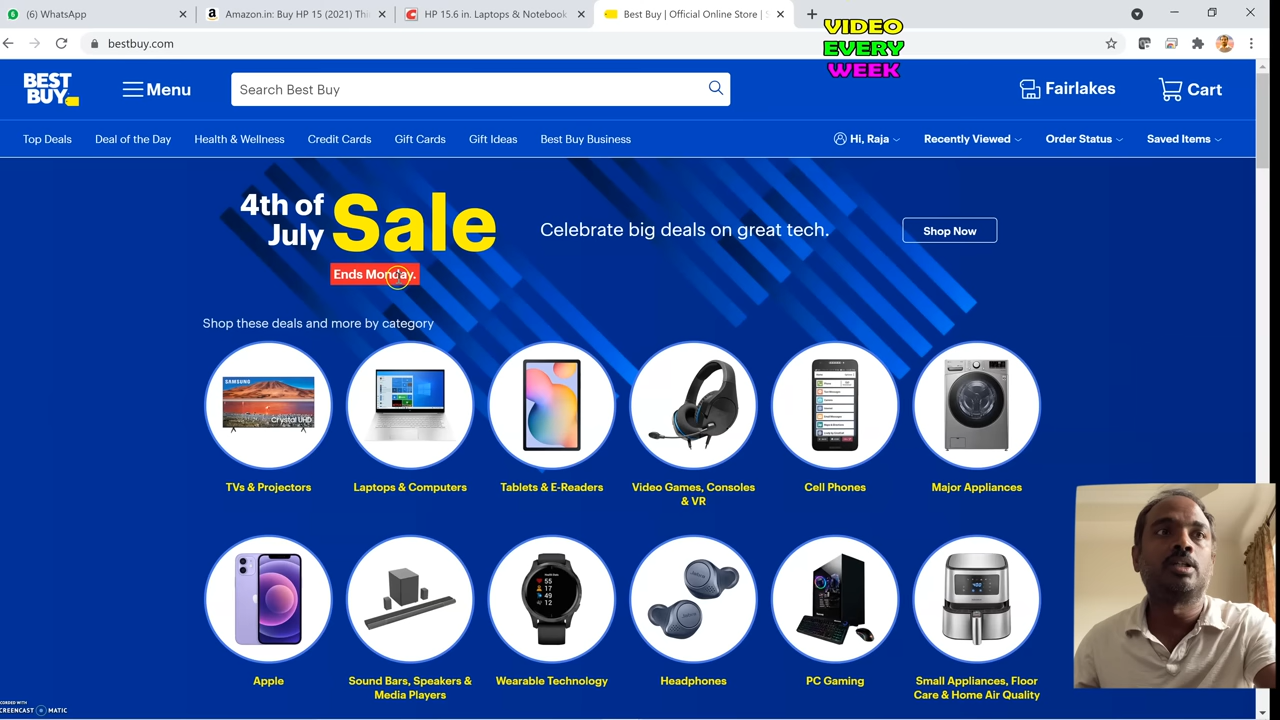 (6) WhatsApp
Amazon.in: Buy HP 15 (2021) Thi
HP 15.6 in. Laptops & Notebook
Best Buy | Official Online Store |
bestbuy.com
VIDEO
EVERY
WEEK
BEST
BUY
Menu
Search Best Buy
Fairlakes
Cart
Top Deals
Deal of the Day
Health & Wellness
Credit Cards
Gift Cards
Gift Ideas
Best Buy Business
Hi, Raja
Recently Viewed
Order Status
Saved Items
4th of
July
Sale
Ends Monday.
Celebrate big deals on great tech.
Shop Now
Shop these deals and more by category
SAMSUNG
Crystal UHD
TVs & Projectors
Laptops & Computers
Tablets & E-Readers
Video Games, Consoles
& VR
Cell Phones
Major Appliances
55
17
49
12
400
Apple
Sound Bars, Speakers &
Media Players
Wearable Technology
Headphones
PC Gaming
Small Appliances, Floor
Care & Home Air Quality
SCREENCAST MATIC